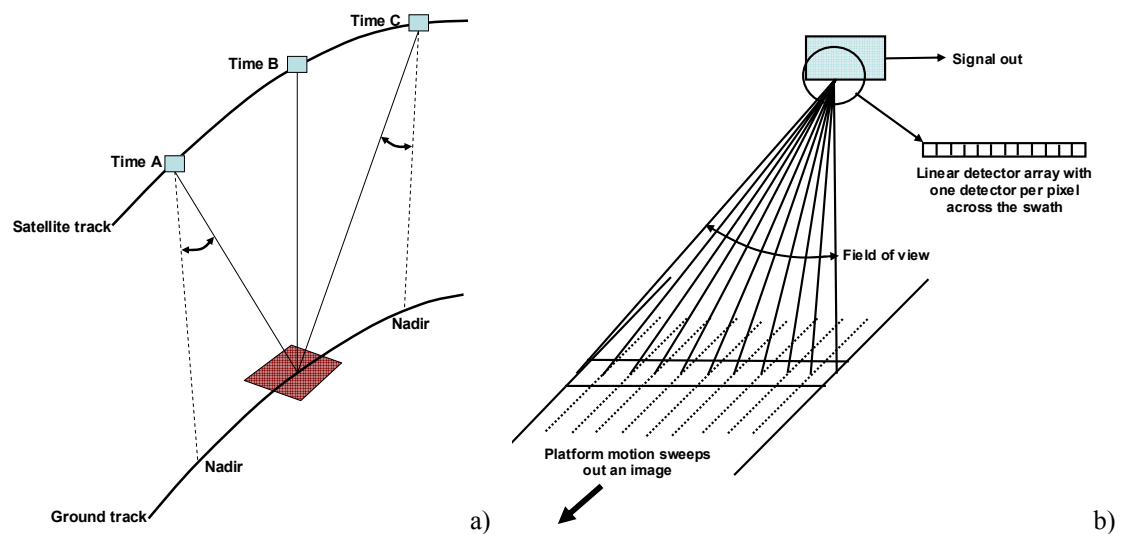 Time C
Time B
Time A
Satellite track
Nadir
Nadir
Ground track
a)
Signal out
Linear detector array with
one detector per pixel
across the swath
Field of view
Platform motion sweeps
out an image
b)